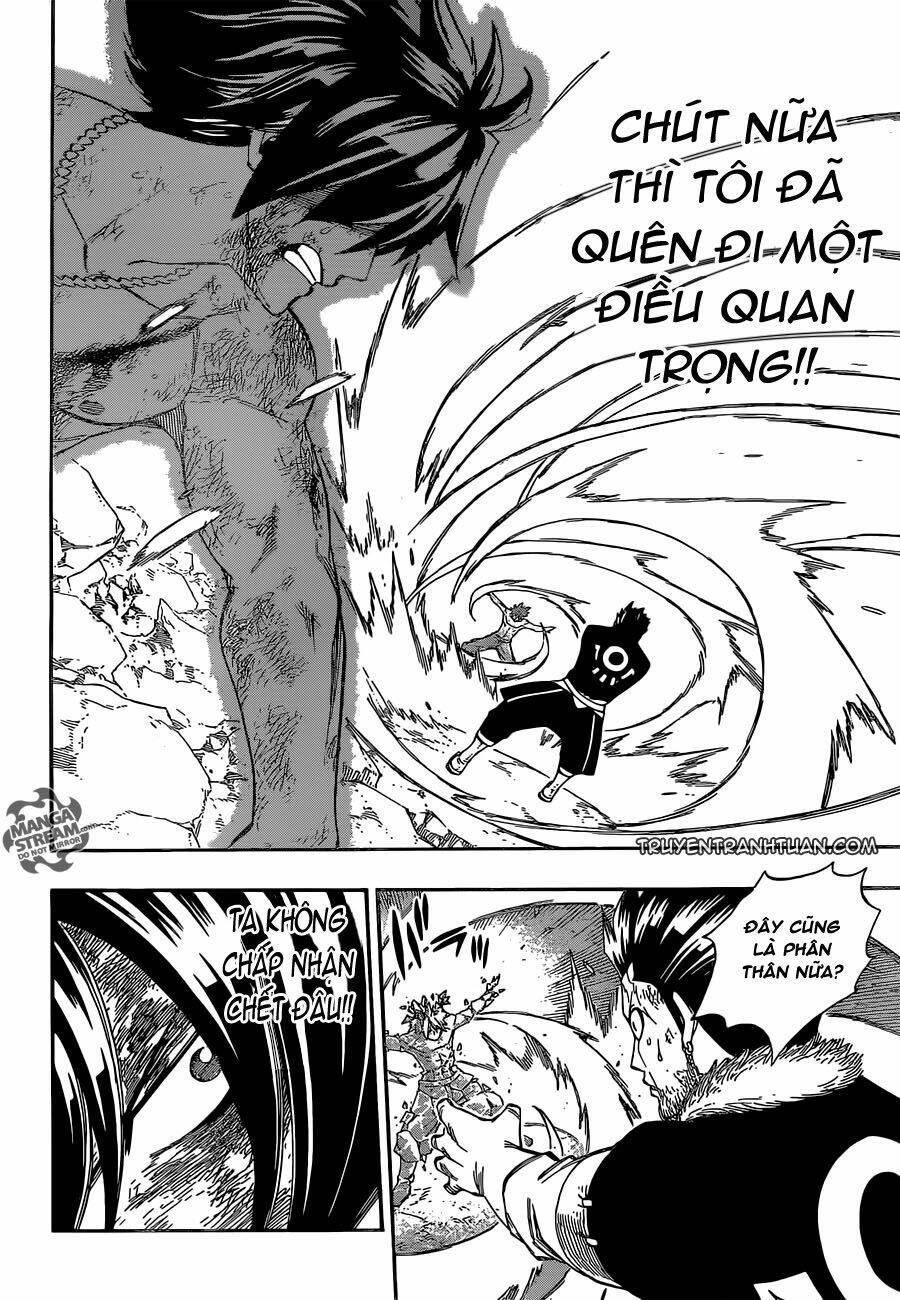 CHÚT NỮA
THÌ TÔI ĐÃ
QUÊN ĐI MỘT
ĐIỀU QUAN
TRỌNG!!
MANGA
STREAM.com
DO NOT MIRROR
TRUYENTRANHTUAN.COM
ĐÂY CŨNG
LÀ PHÂN
THÂN NỮA?
TA KHÔNG
CHẤP NHẬN
CHẾT ĐÂU!!